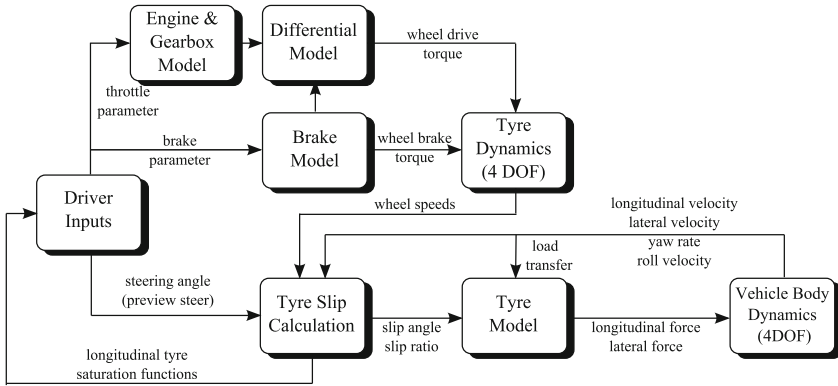 Engine &
Gearbox
Model
Differential
Model
wheel drive
torque
throttle
parameter
brake
parameter
Brake
Model
wheel brake
torque
Tyre
Dynamics
(4 DOF)
Driver
Inputs
wheel speeds
longitudinal velocity
lateral velocity
yaw rate
roll velocity
load
transfer
steering angle
(preview steer)
Tyre Slip
Calculation
slip angle
slip ratio
Tyre
Model
longitudinal force
lateral force
Vehicle Body
Dynamics
(4DOF)
longitudinal tyre
saturation functions